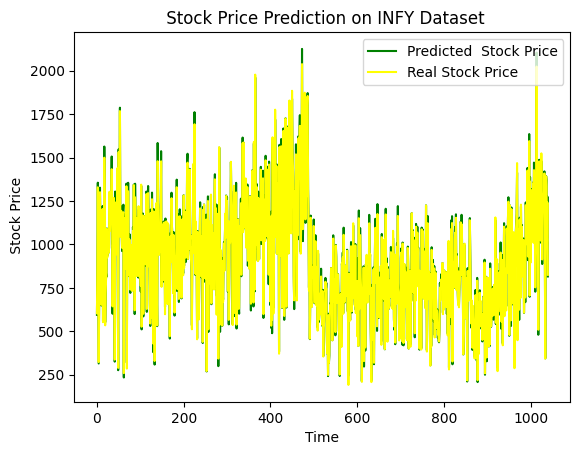 Stock Price Prediction on INFY Dataset
Predicted  Stock Price
Real Stock Price
Stock Price
2000
1750
1500
1250
1000
750
500
250
0
200
400
600
800
1000
Time